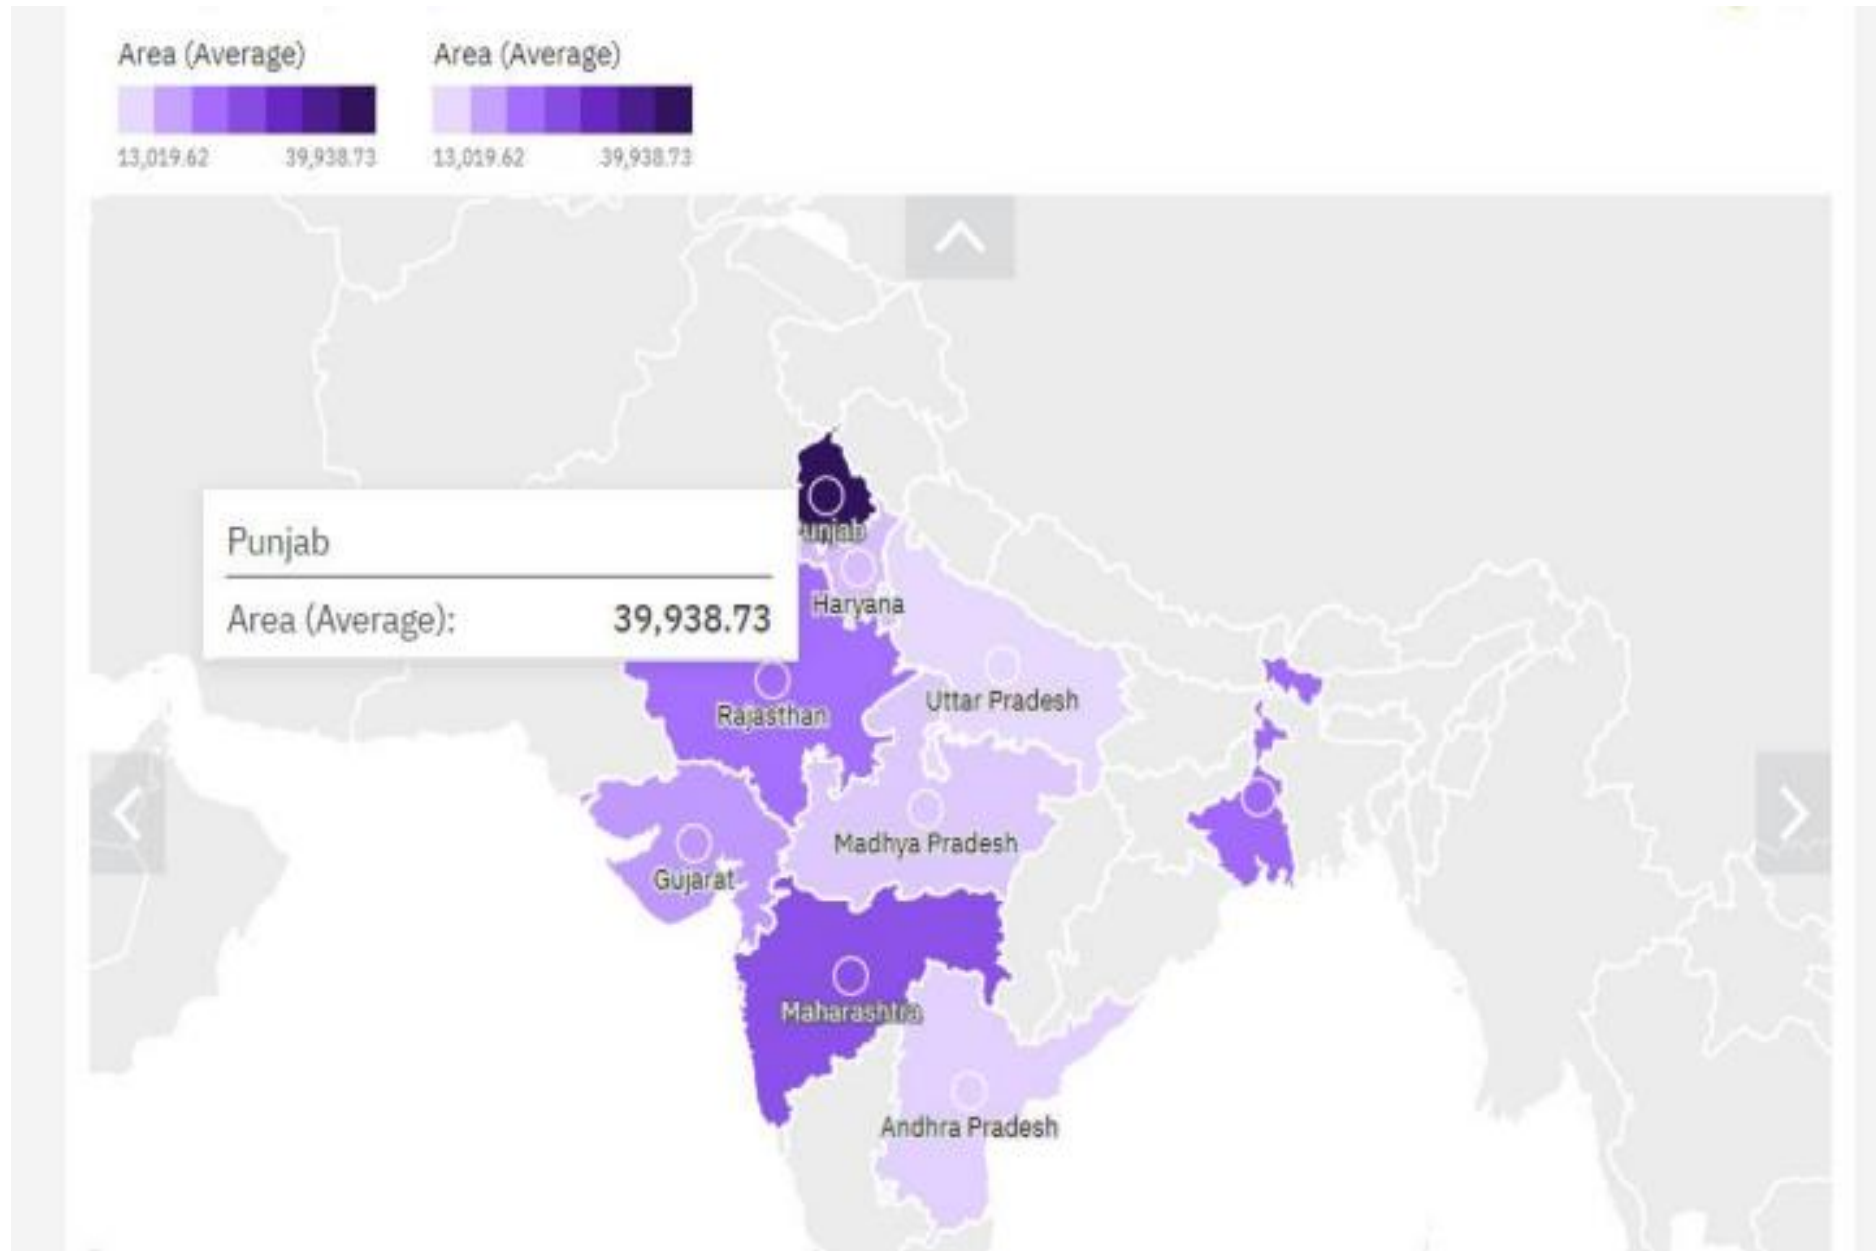 Area (Average) Area (Average)
13,019.62 39,938.73 13,019.62 39,938.73
Punjab
Area (Average): 39,938.73
unjab
Haryana
Uttar Pradesh
Rajasthan
Madhya Pradesh
Gujarat
Maharashtra
Andhra Pradesh